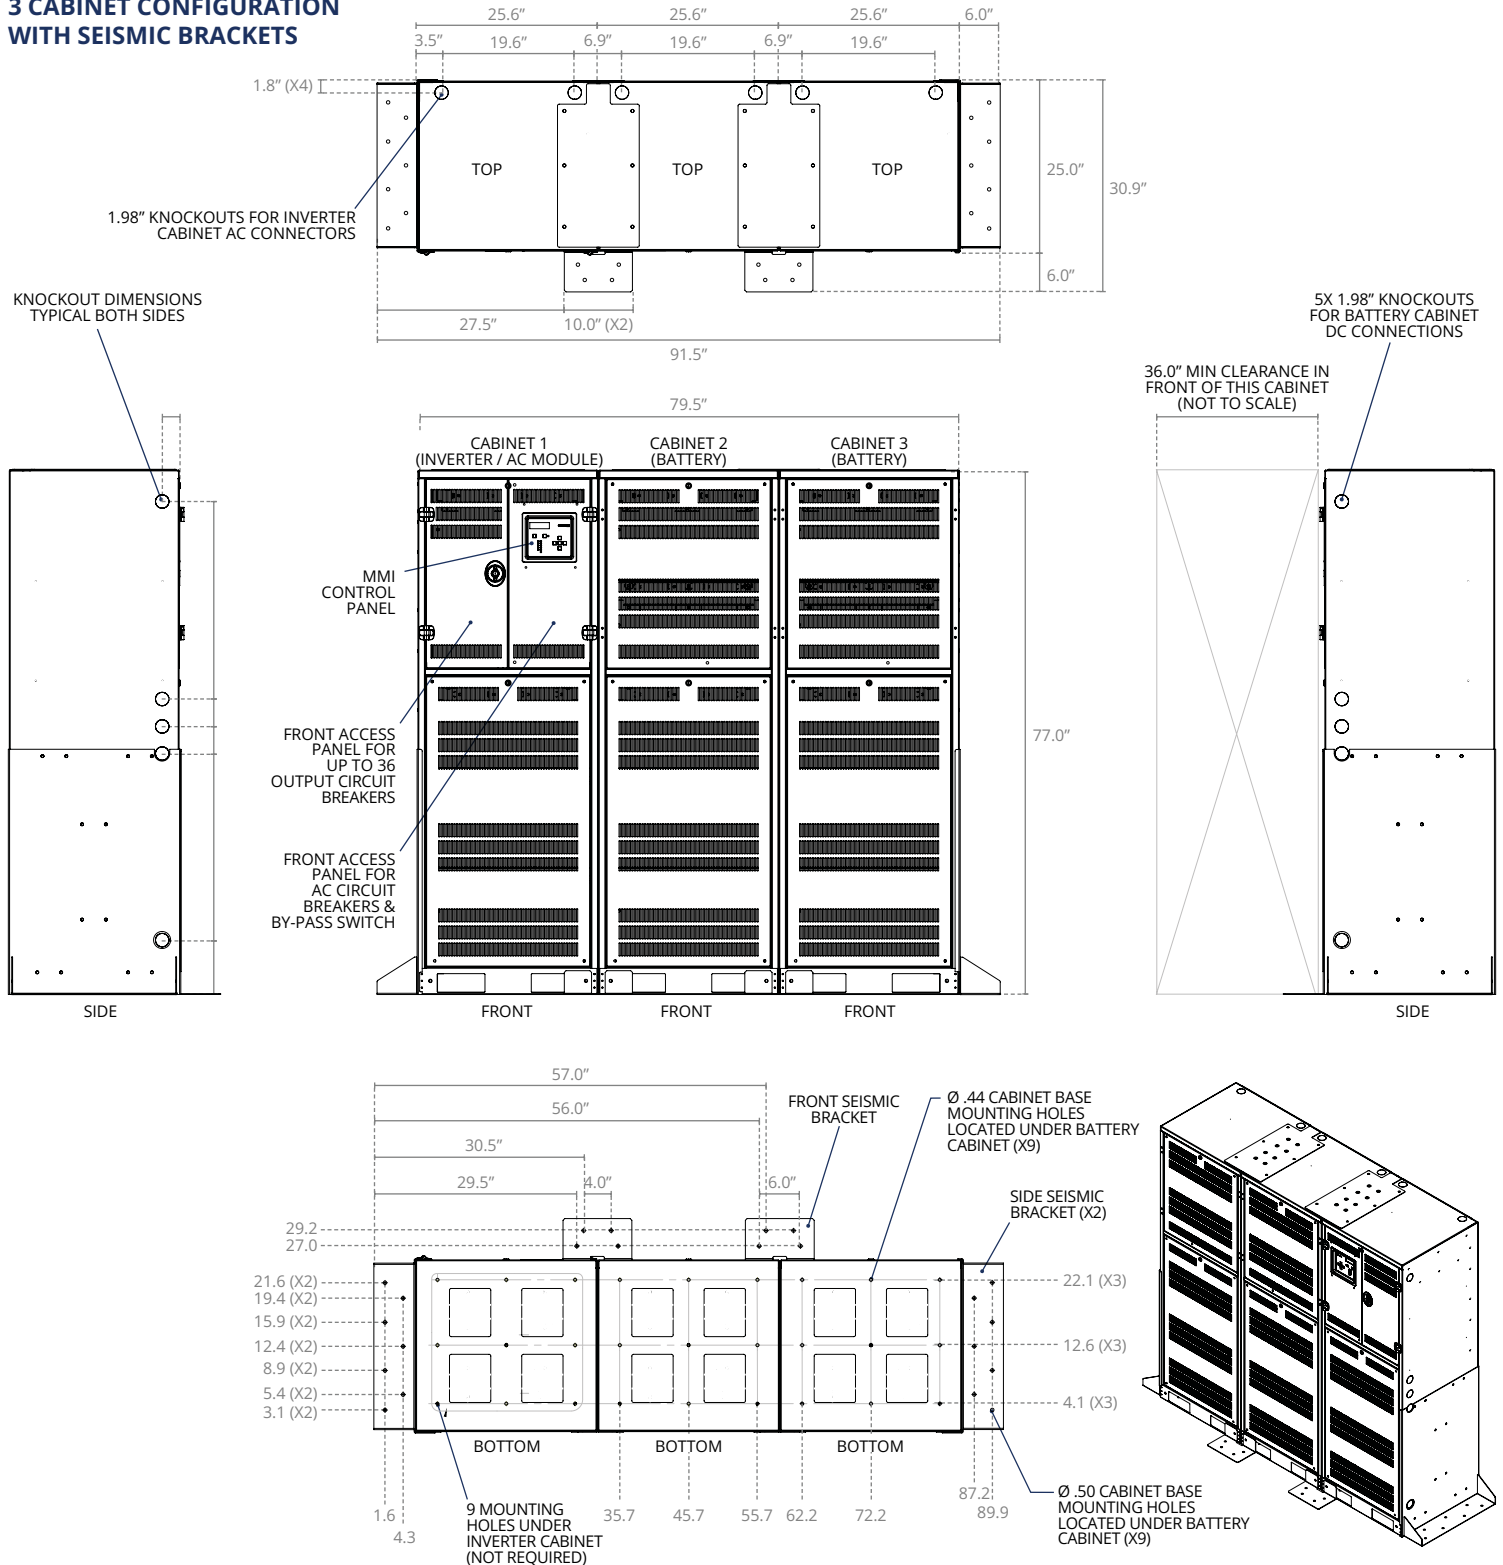 3 CABINET CONFIGURATION
WITH SEISMIC BRACKETS
25.6”
25.6”
25.6”
6.0”
3.5”
19.6”
6.9”
19.6”
6.9”
19.6”
1.8” (X4)
TOP
TOP
TOP
25.0”
30.9”
1.98” KNOCKOUTS FOR INVERTER
CABINET AC CONNECTORS
6.0”
27.5”
10.0” (X2)
91.5”
KNOCKOUT DIMENSIONS
TYPICAL BOTH SIDES
5X 1.98” KNOCKOUTS
FOR BATTERY CABINET
DC CONNECTIONS
36.0” MIN CLEARANCE IN
FRONT OF THIS CABINET
(NOT TO SCALE)
79.5”
CABINET 1
(INVERTER / AC MODULE)
CABINET 2
(BATTERY)
CABINET 3
(BATTERY)
MMI
CONTROL
PANEL
FRONT ACCESS
PANEL FOR
UP TO 36
OUTPUT CIRCUIT
BREAKERS
77.0”
FRONT ACCESS
PANEL FOR
AC CIRCUIT
BREAKERS &
BY-PASS SWITCH
SIDE
FRONT
FRONT
FRONT
SIDE
57.0”
56.0”
30.5”
29.5”
4.0”
6.0”
FRONT SEISMIC
BRACKET
Ø .44 CABINET BASE
MOUNTING HOLES
LOCATED UNDER BATTERY
CABINET (X9)
SIDE SEISMIC
BRACKET (X2)
29.2
27.0
21.6 (X2)
19.4 (X2)
15.9 (X2)
12.4 (X2)
8.9 (X2)
5.4 (X2)
3.1 (X2)
22.1 (X3)
12.6 (X3)
4.1 (X3)
BOTTOM
BOTTOM
BOTTOM
1.6
4.3
9 MOUNTING
HOLES UNDER
INVERTER CABINET
(NOT REQUIRED)
35.7
45.7
55.7
62.2
72.2
87.2
89.9
Ø .50 CABINET BASE
MOUNTING HOLES
LOCATED UNDER BATTERY
CABINET (X9)